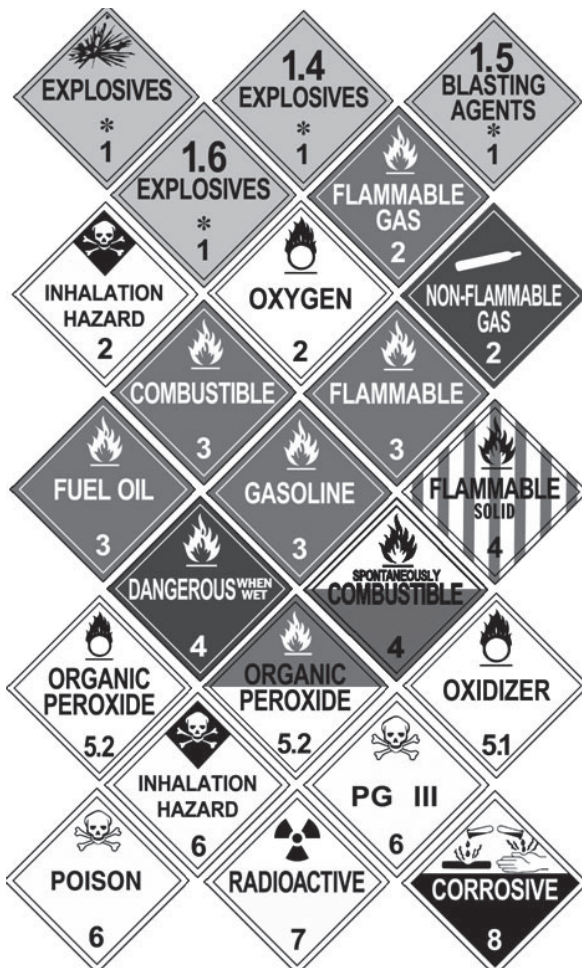 EXPLOSIVES
*
1
1.4
EXPLOSIVES
*
1
1.5
BLASTING
AGENTS
*
1
1.6
EXPLOSIVES
*
1
FLAMMABLE
GAS
2
INHALATION
HAZARD
2
OXYGEN
2
NON-FLAMMABLE
GAS
2
COMBUSTIBLE
3
FLAMMABLE
3
FUEL OIL
3
GASOLINE
3
FLAMMABLE
SOLID
4
DANGEROUS WHEN
WET
4
SPONTANEOUSLY
COMBUSTIBLE
4
ORGANIC
PEROXIDE
5.2
ORGANIC
PEROXIDE
5.2
OXIDIZER
5.1
INHALATION
HAZARD
6
PG III
6
POISON
6
RADIOACTIVE
7
CORROSIVE
8